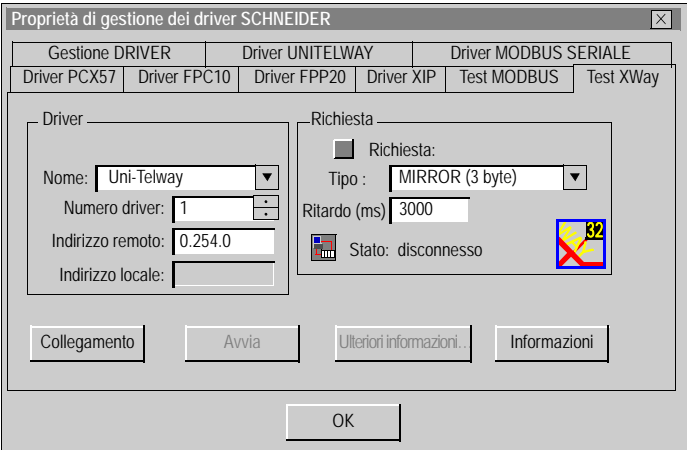 Proprietà di gestione dei driver SCHNEIDER
Gestione DRIVER Driver UNITELWAY Driver MODBUS SERIALE
Driver PCX57 Driver FPC10 Driver FPP20 Driver XIP Test MODBUS Test XWay
Driver
Nome: Uni-Telway
Numero driver: 1
Indirizzo remoto: 0.254.0
Indirizzo locale:
Richiesta
Richiesta:
Tipo : MIRROR (3 byte)
Ritardo (ms) 3000
Stato: disconnesso
32
WAY
Collegamento Avvia Ulteriori informazioni... Informazioni
OK